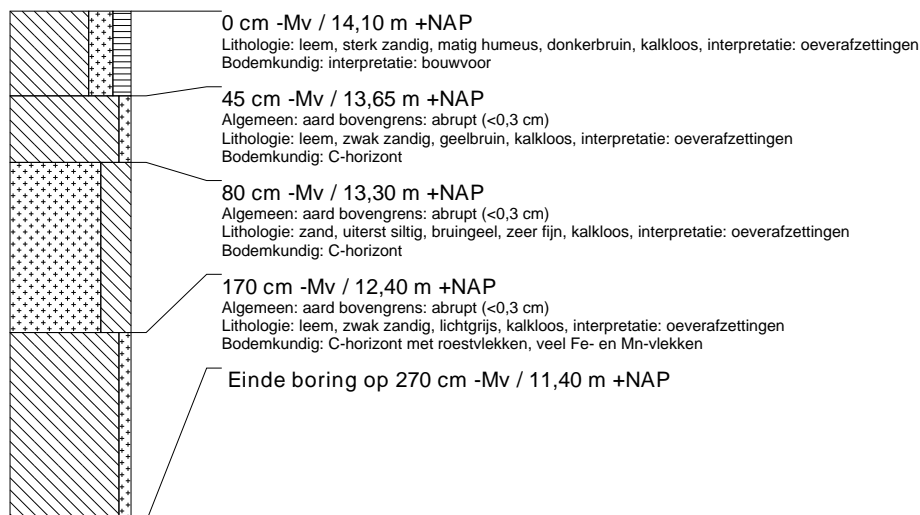 0 cm -Mv / 14,10 m +NAP
Lithologie: leem, sterk zandig, matig humeus, donkerbruin, kalkloos, interpretatie: oeverafzettingen
Bodemkundig: interpretatie: bouwvoor
45 cm -Mv / 13,65 m +NAP
Algemeen: aard bovengrens: abrupt (<0,3 cm)
Lithologie: leem, zwak zandig, geelbruin, kalkloos, interpretatie: oeverafzettingen
Bodemkundig: C-horizont
80 cm -Mv / 13,30 m +NAP
Algemeen: aard bovengrens: abrupt (<0,3 cm)
Lithologie: zand, uiterst siltig, bruingeel, zeer fijn, kalkloos, interpretatie: oeverafzettingen
Bodemkundig: C-horizont
170 cm -Mv / 12,40 m +NAP
Algemeen: aard bovengrens: abrupt (<0,3 cm)
Lithologie: leem, zwak zandig, lichtgrijs, kalkloos, interpretatie: oeverafzettingen
Bodemkundig: C-horizont met roestvlekken, veel Fe- en Mn-vlekken
Einde boring op 270 cm -Mv / 11,40 m +NAP